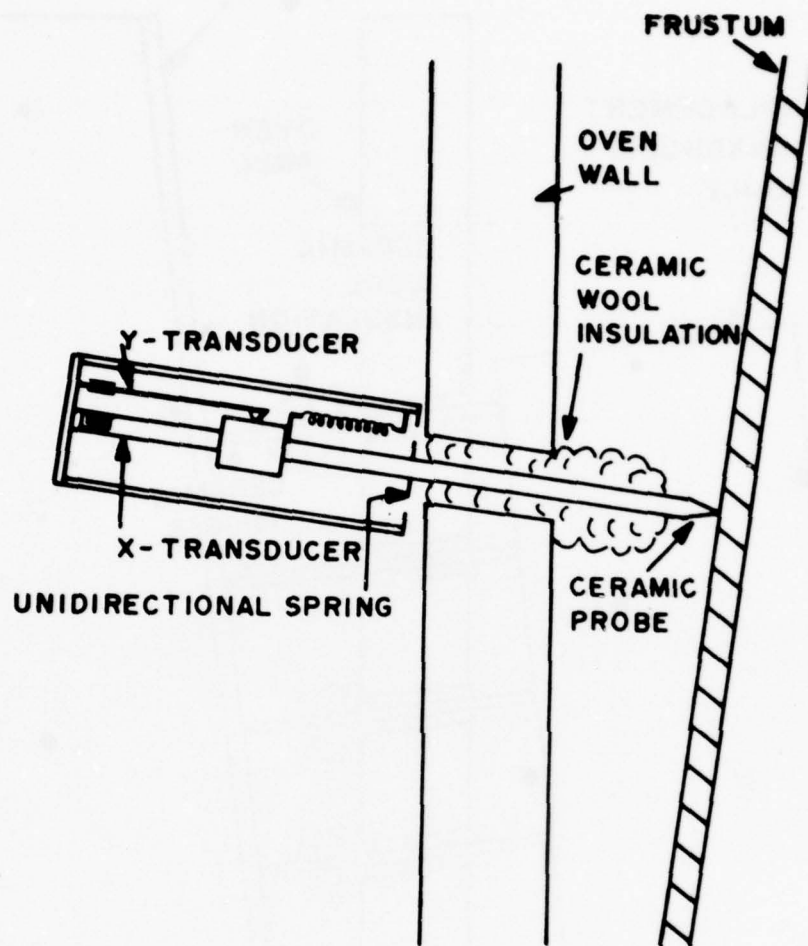 FRUSTUM
OVEN
WALL
CERAMIC
WOOL
INSULATION
Y-TRANSDUCER
X-TRANSDUCER
UNIDIRECTIONAL SPRING
CERAMIC
PROBE